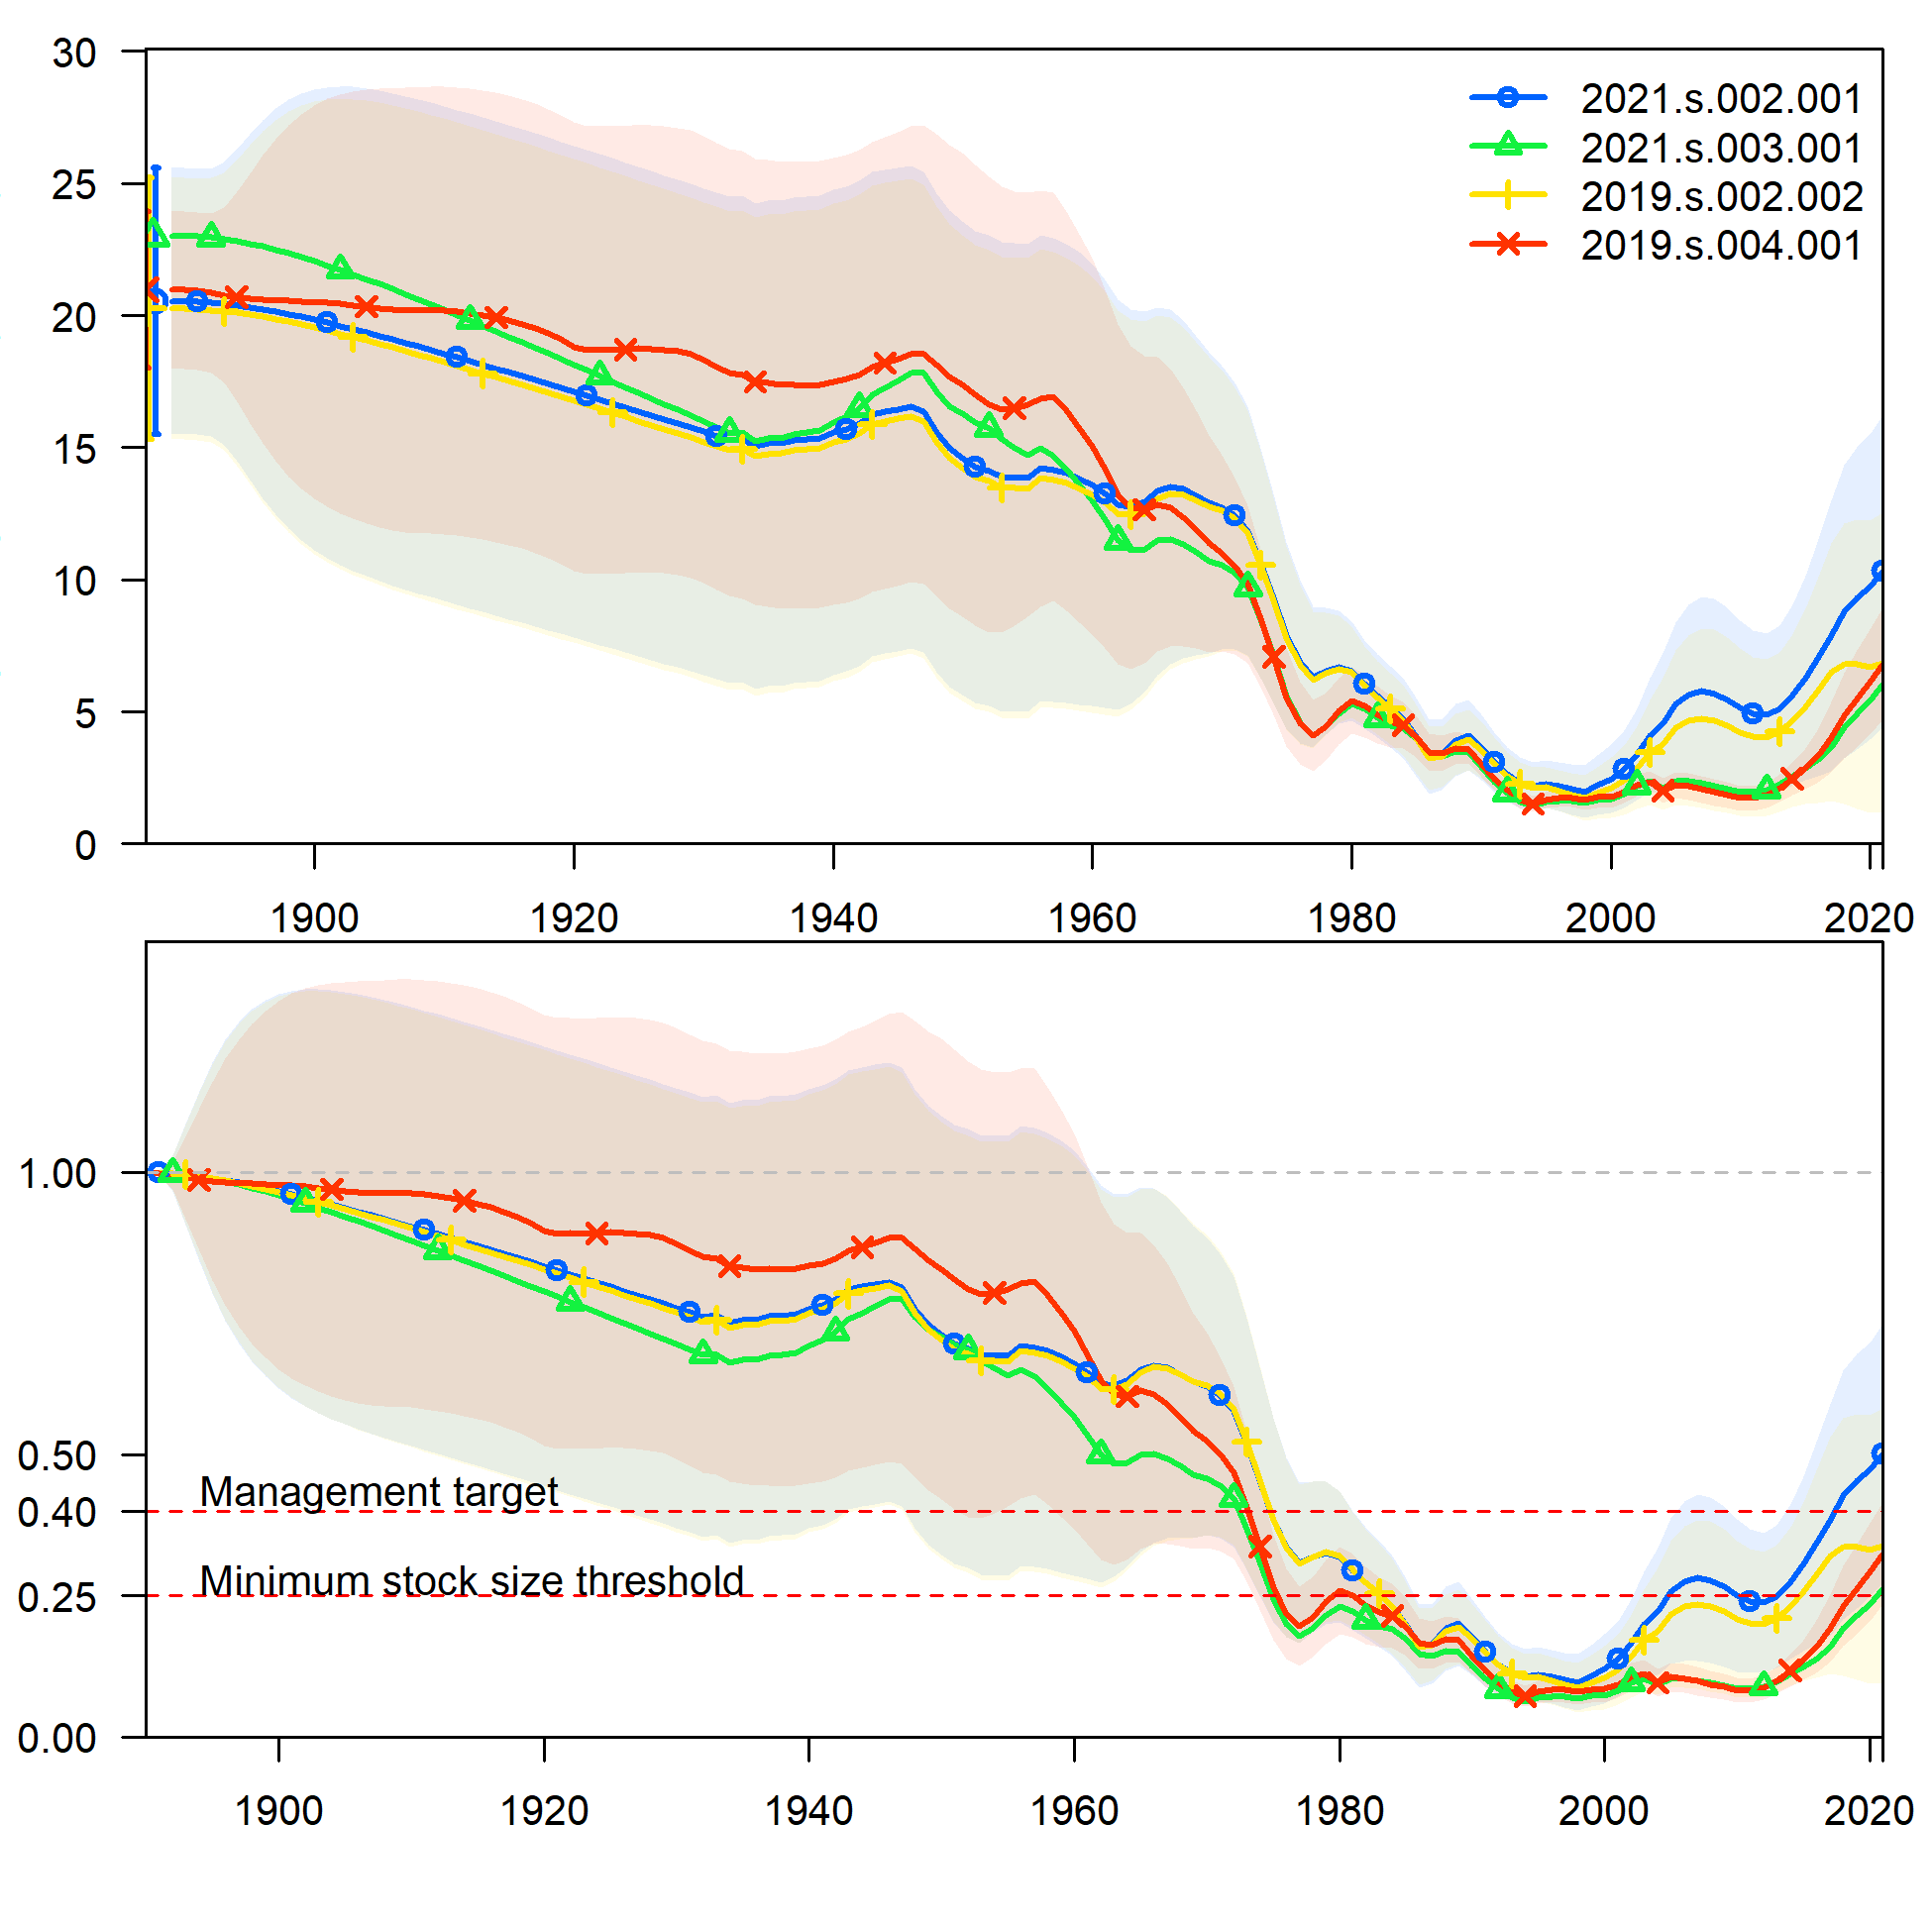 30
25
20
15
10
5
0
2021.s.002.001
2021.s.003.001
2019.s.002.002
2019.s.004.001
1900 1920 1940 1960 1980 2000 2020
1.00
0.50
0.40
0.25
0.00
Management target
Minimum stock size threshold
1900 1920 1940 1960 1980 2000 2020